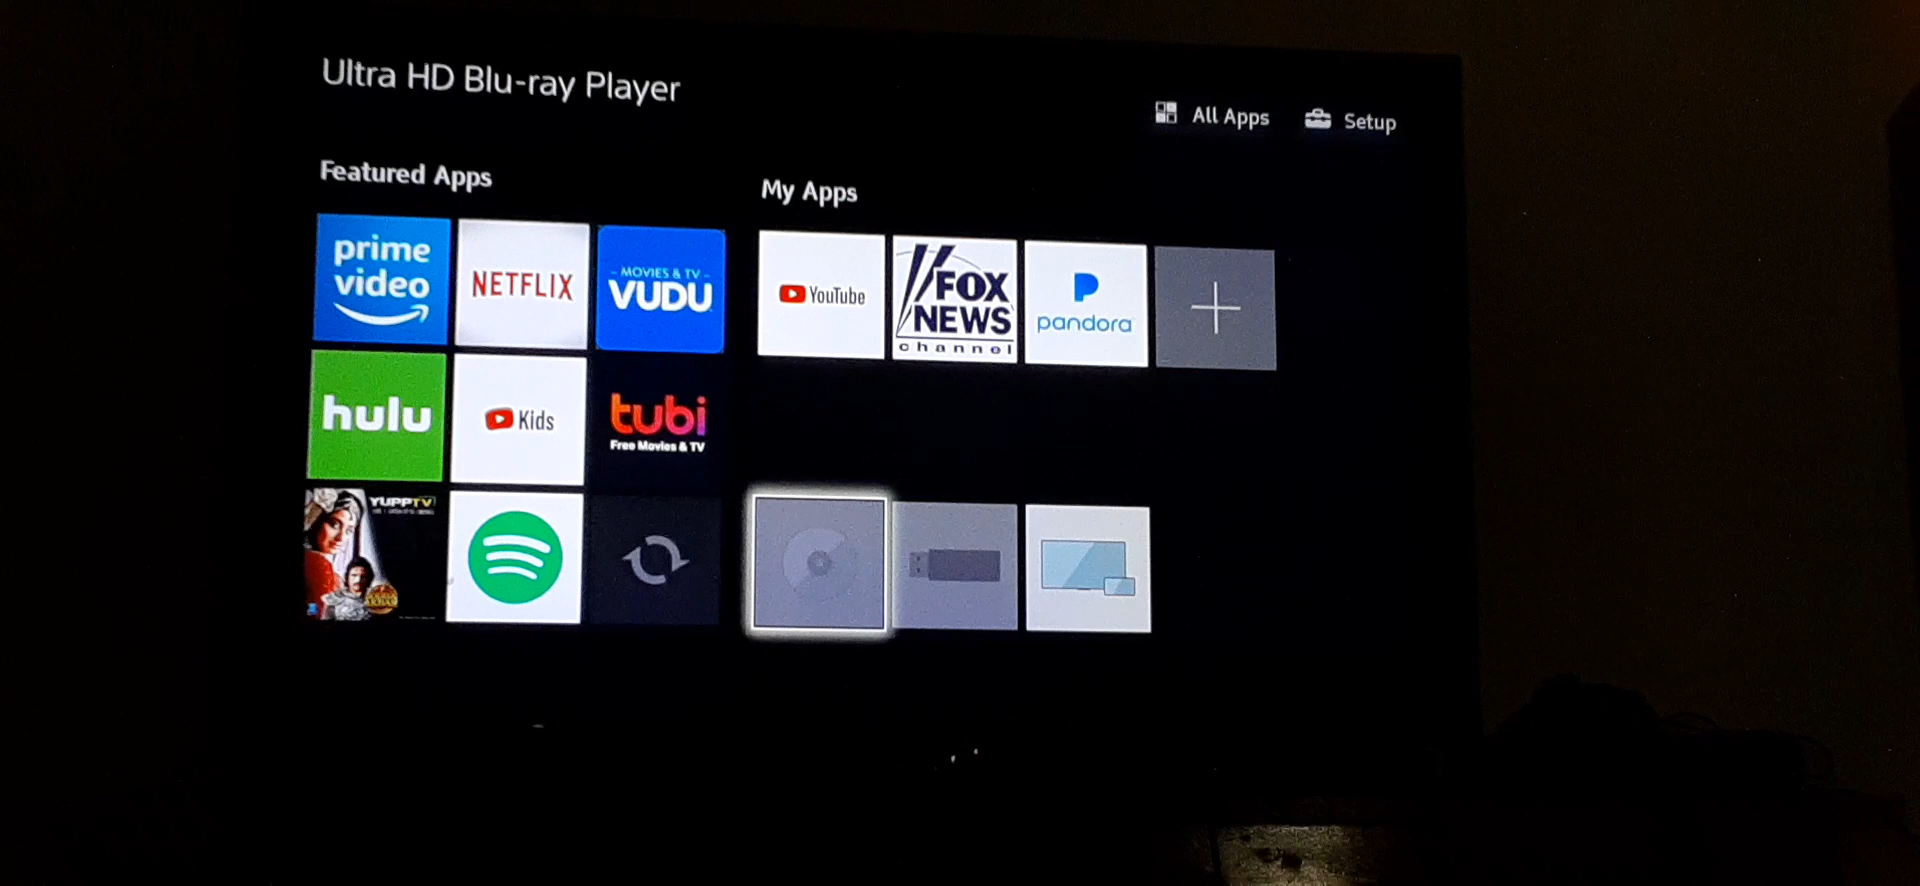 Ultra HD Blu-ray Player
All Apps
Setup
Featured Apps
My Apps
prime
video
NETFLIX
- MOVIES & TV -
VUDU
YouTube
FOX
NEWS
channel
pandora
hulu
Kids
tubi
Free Movies & TV
YUPPTV